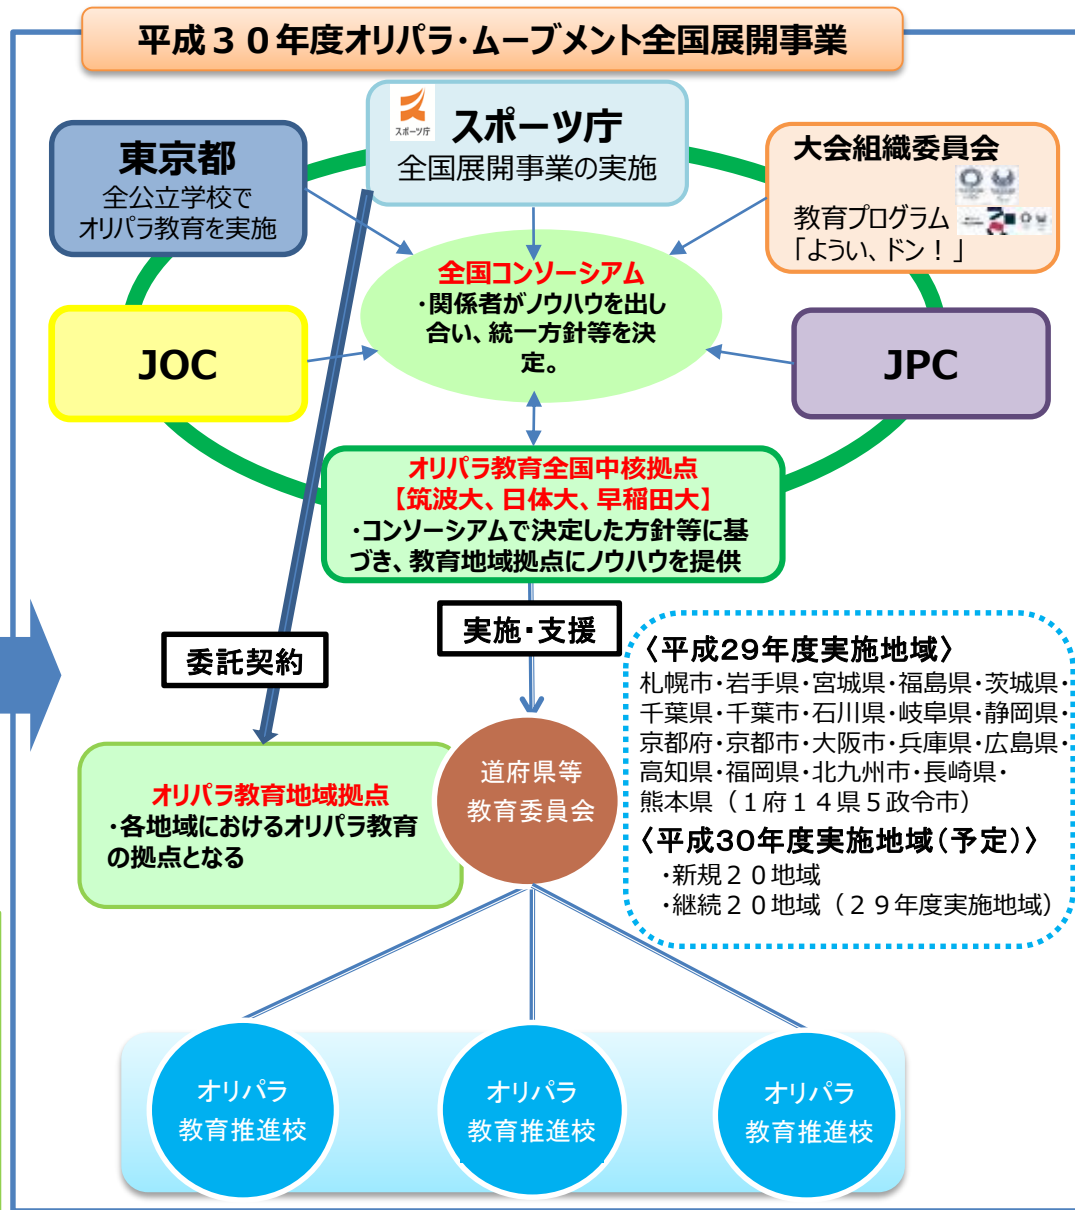 平成３０年度オリパラ・ムーブメント全国展開事業
スポーツ庁
スポーツ庁
全国展開事業の実施
東京都
全公立学校で
オリパラ教育を実施
大会組織委員会
教育プログラム
「ようい、ドン！」
全国コンソーシアム
・関係者がノウハウを出し
合い、統一方針等を決
定。
JOC
JPC
オリパラ教育全国中核拠点
【筑波大、日体大、早稲田大】
・コンソーシアムで決定した方針等に基
づき、教育地域拠点にノウハウを提供
実施・支援
委託契約
〈平成29年度実施地域〉
札幌市・岩手県・宮城県・福島県・茨城県・
千葉県・千葉市・石川県・岐阜県・静岡県・
京都府・京都市・大阪市・兵庫県・広島県・
高知県・福岡県・北九州市・長崎県・
熊本県（１府１４県５政令市）
〈平成30年度実施地域（予定）〉
・新規２０地域
・継続２０地域（２９年度実施地域）
オリパラ教育地域拠点
・各地域におけるオリパラ教育
の拠点となる
道府県等
教育委員会
オリパラ
教育推進校
オリパラ
教育推進校
オリパラ
教育推進校